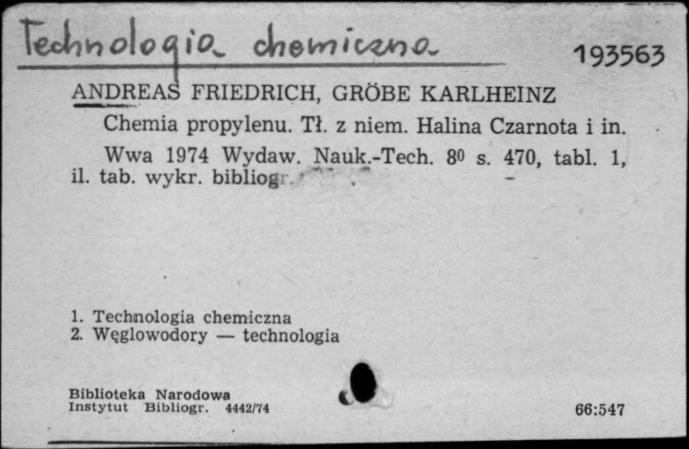 Technologia chemiczna
193563
ANDREAS FRIEDRICH, GRÖBE KARLHEINZ
Chemia propylenu. Tł. z niem. Halina Czarnota i in.
Wwa 1974 Wydaw. Nauk.-Tech. 8⁰ s. 470, tabl. 1,
il. tab. wykr. bibliogr.
1. Technologia chemiczna
2. Węglowodory — technologia
Biblioteka Narodowa
Instytut Bibliogr. 4442/74
66:547